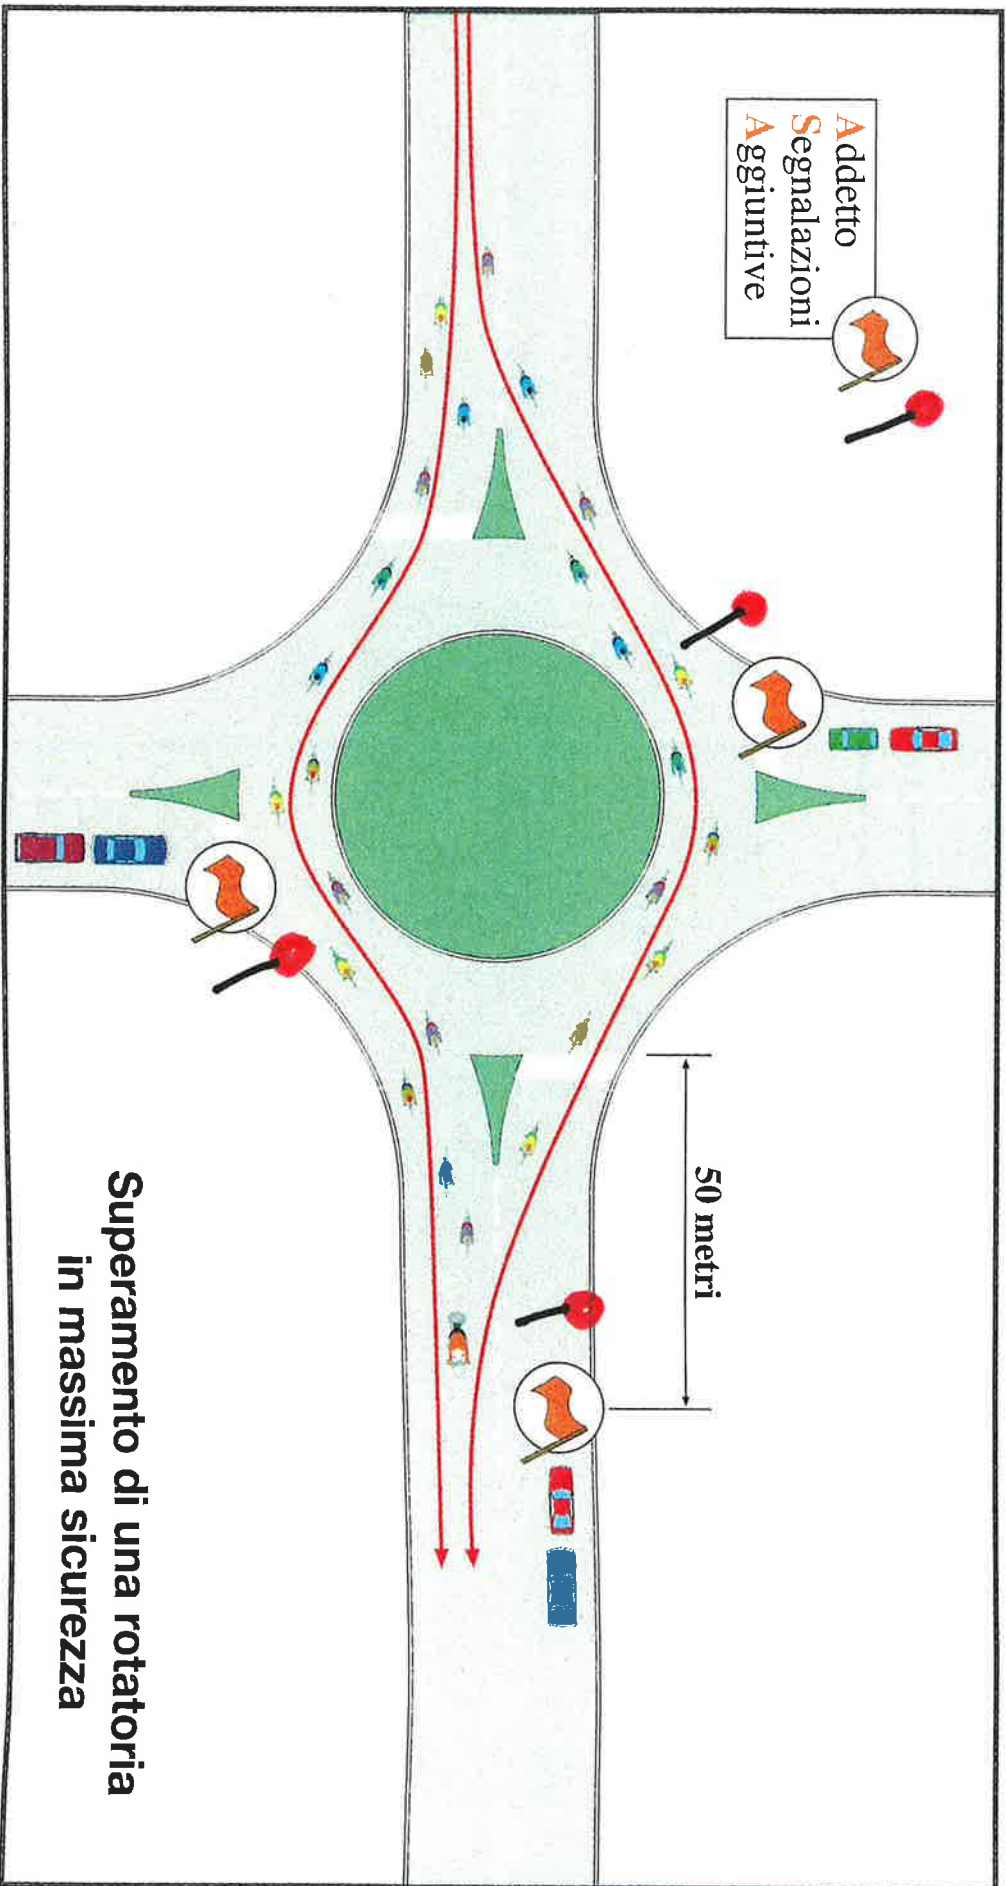 Addetto
Segnalazioni
Aggiuntive
50 metri
Superamento di una rotatoria
in massima sicurezza